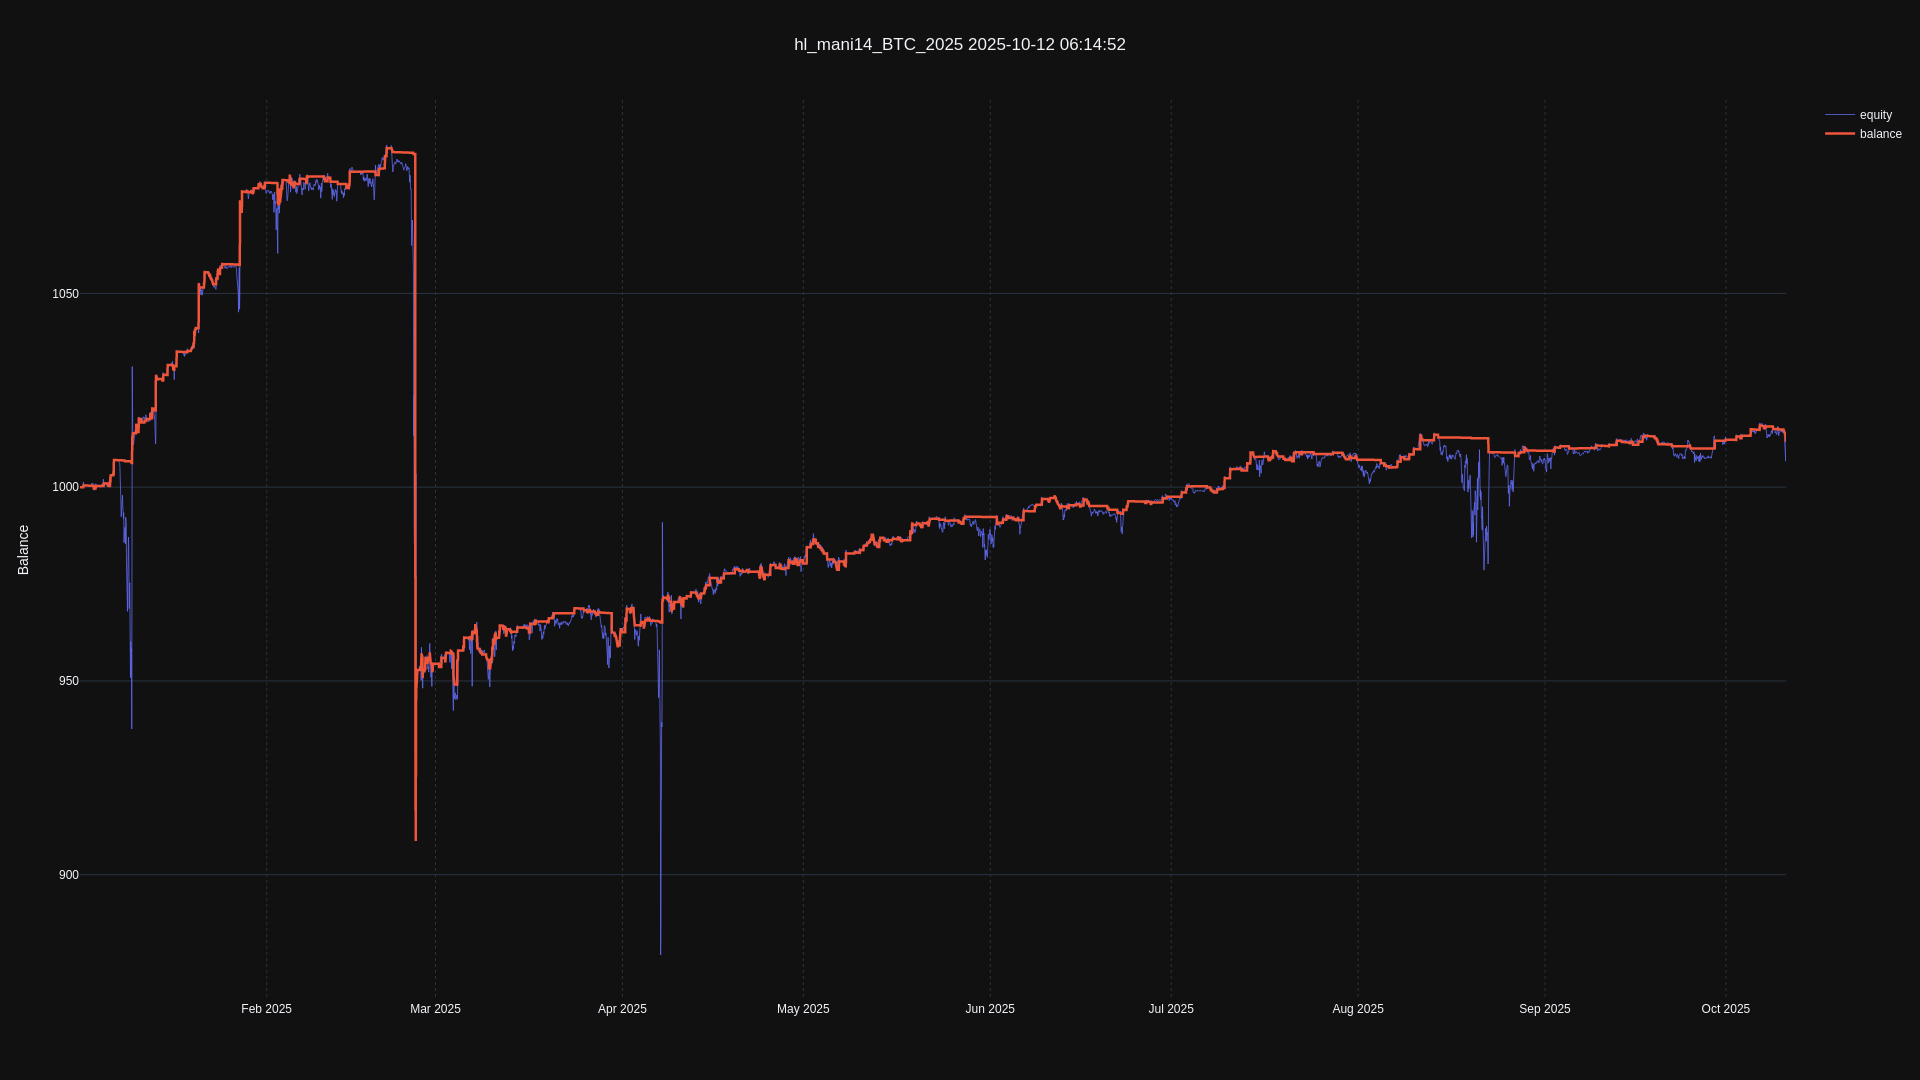 hl_mani14_BTC_2025 2025-10-12 06:14:52
equity
balance
Balance
1050
1000
950
900
Feb 2025
Mar 2025
Apr 2025
May 2025
Jun 2025
Jul 2025
Aug 2025
Sep 2025
Oct 2025